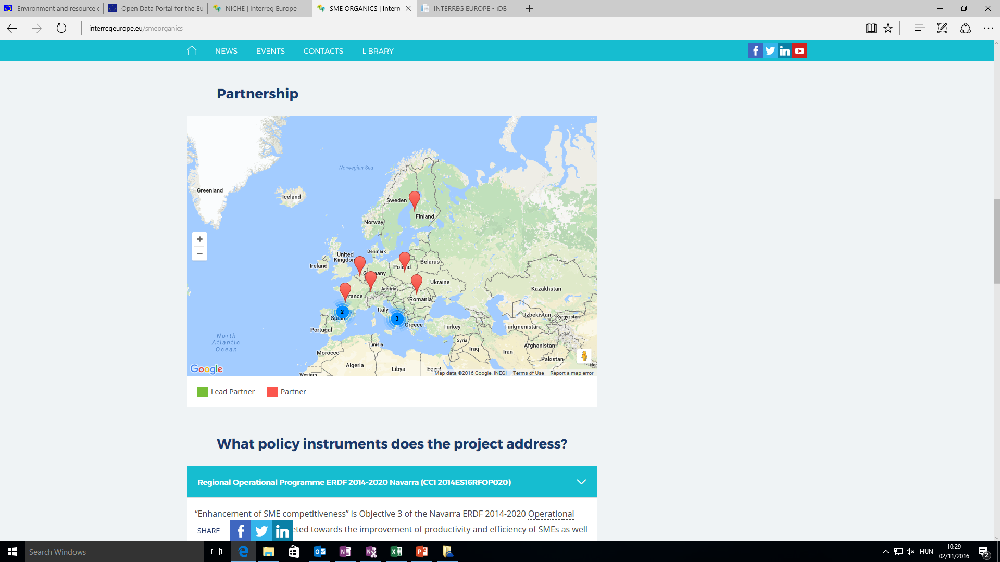 Environment and resource e
Open Data Portal for the Eu
NICHE | Interreg Europe
SME ORGANICS | Interre
INTERREG EUROPE - iDB
interregeurope.eu/smeorganics
NEWS
EVENTS
CONTACTS
LIBRARY
Partnership
Norwegian Sea
Greenland
Iceland
Sweden
Finland
Norway
United
Kingdom
Denmark
Ireland
Poland
Belarus
Germany
Ukraine
Austria
Kazakhstan
France
Romania
Italy
2
Spain
3
Uzbekistan
Kyrgyzstan
Greece
Turkey
Turkmenistan
Portugal
North
Atlantic
Ocean
Syria
Tunisia
Afghanistan
Iraq
Iran
Morocco
Pakistan
Algeria
Libya
Egypt
Nep
Western
Google
Map data ©2016 Google, INEGI
Terms of Use
Report a map error
Lead Partner
Partner
What policy instruments does the project address?
Regional Operational Programme ERDF 2014-2020 Navarra (CCI 2014ES16RFOP020)
“Enhancement of SME competitiveness” is Objective 3 of the Navarra ERDF 2014-2020 Operational
eted towards the improvement of productivity and efficiency of SMEs as well
SHARE
Search Windows
HUN
10:29
02/11/2016
2